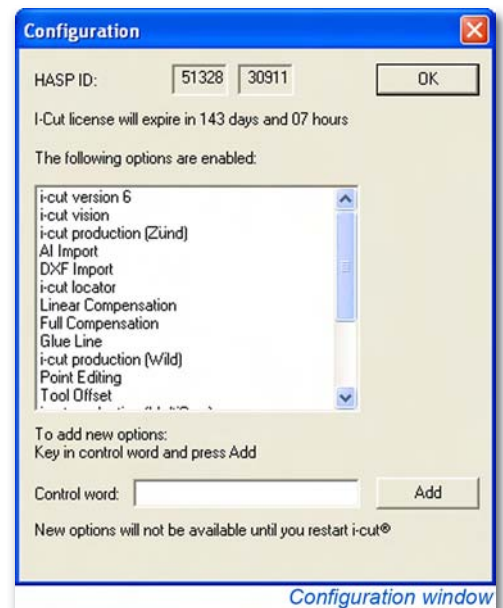 Configuration
HASP ID: 51328 30911 OK
I-Cut license will expire in 143 days and 07 hours
The following options are enabled:
i-cut version 6
i-cut vision
i-cut production (Zünd)
AI Import
DXF Import
i-cut locator
Linear Compensation
Full Compensation
Glue Line
i-cut production (Wild)
Point Editing
Tool Offset
To add new options:
Key in control word and press Add
Control word: Add
New options will not be available until you restart i-cut®
Configuration window